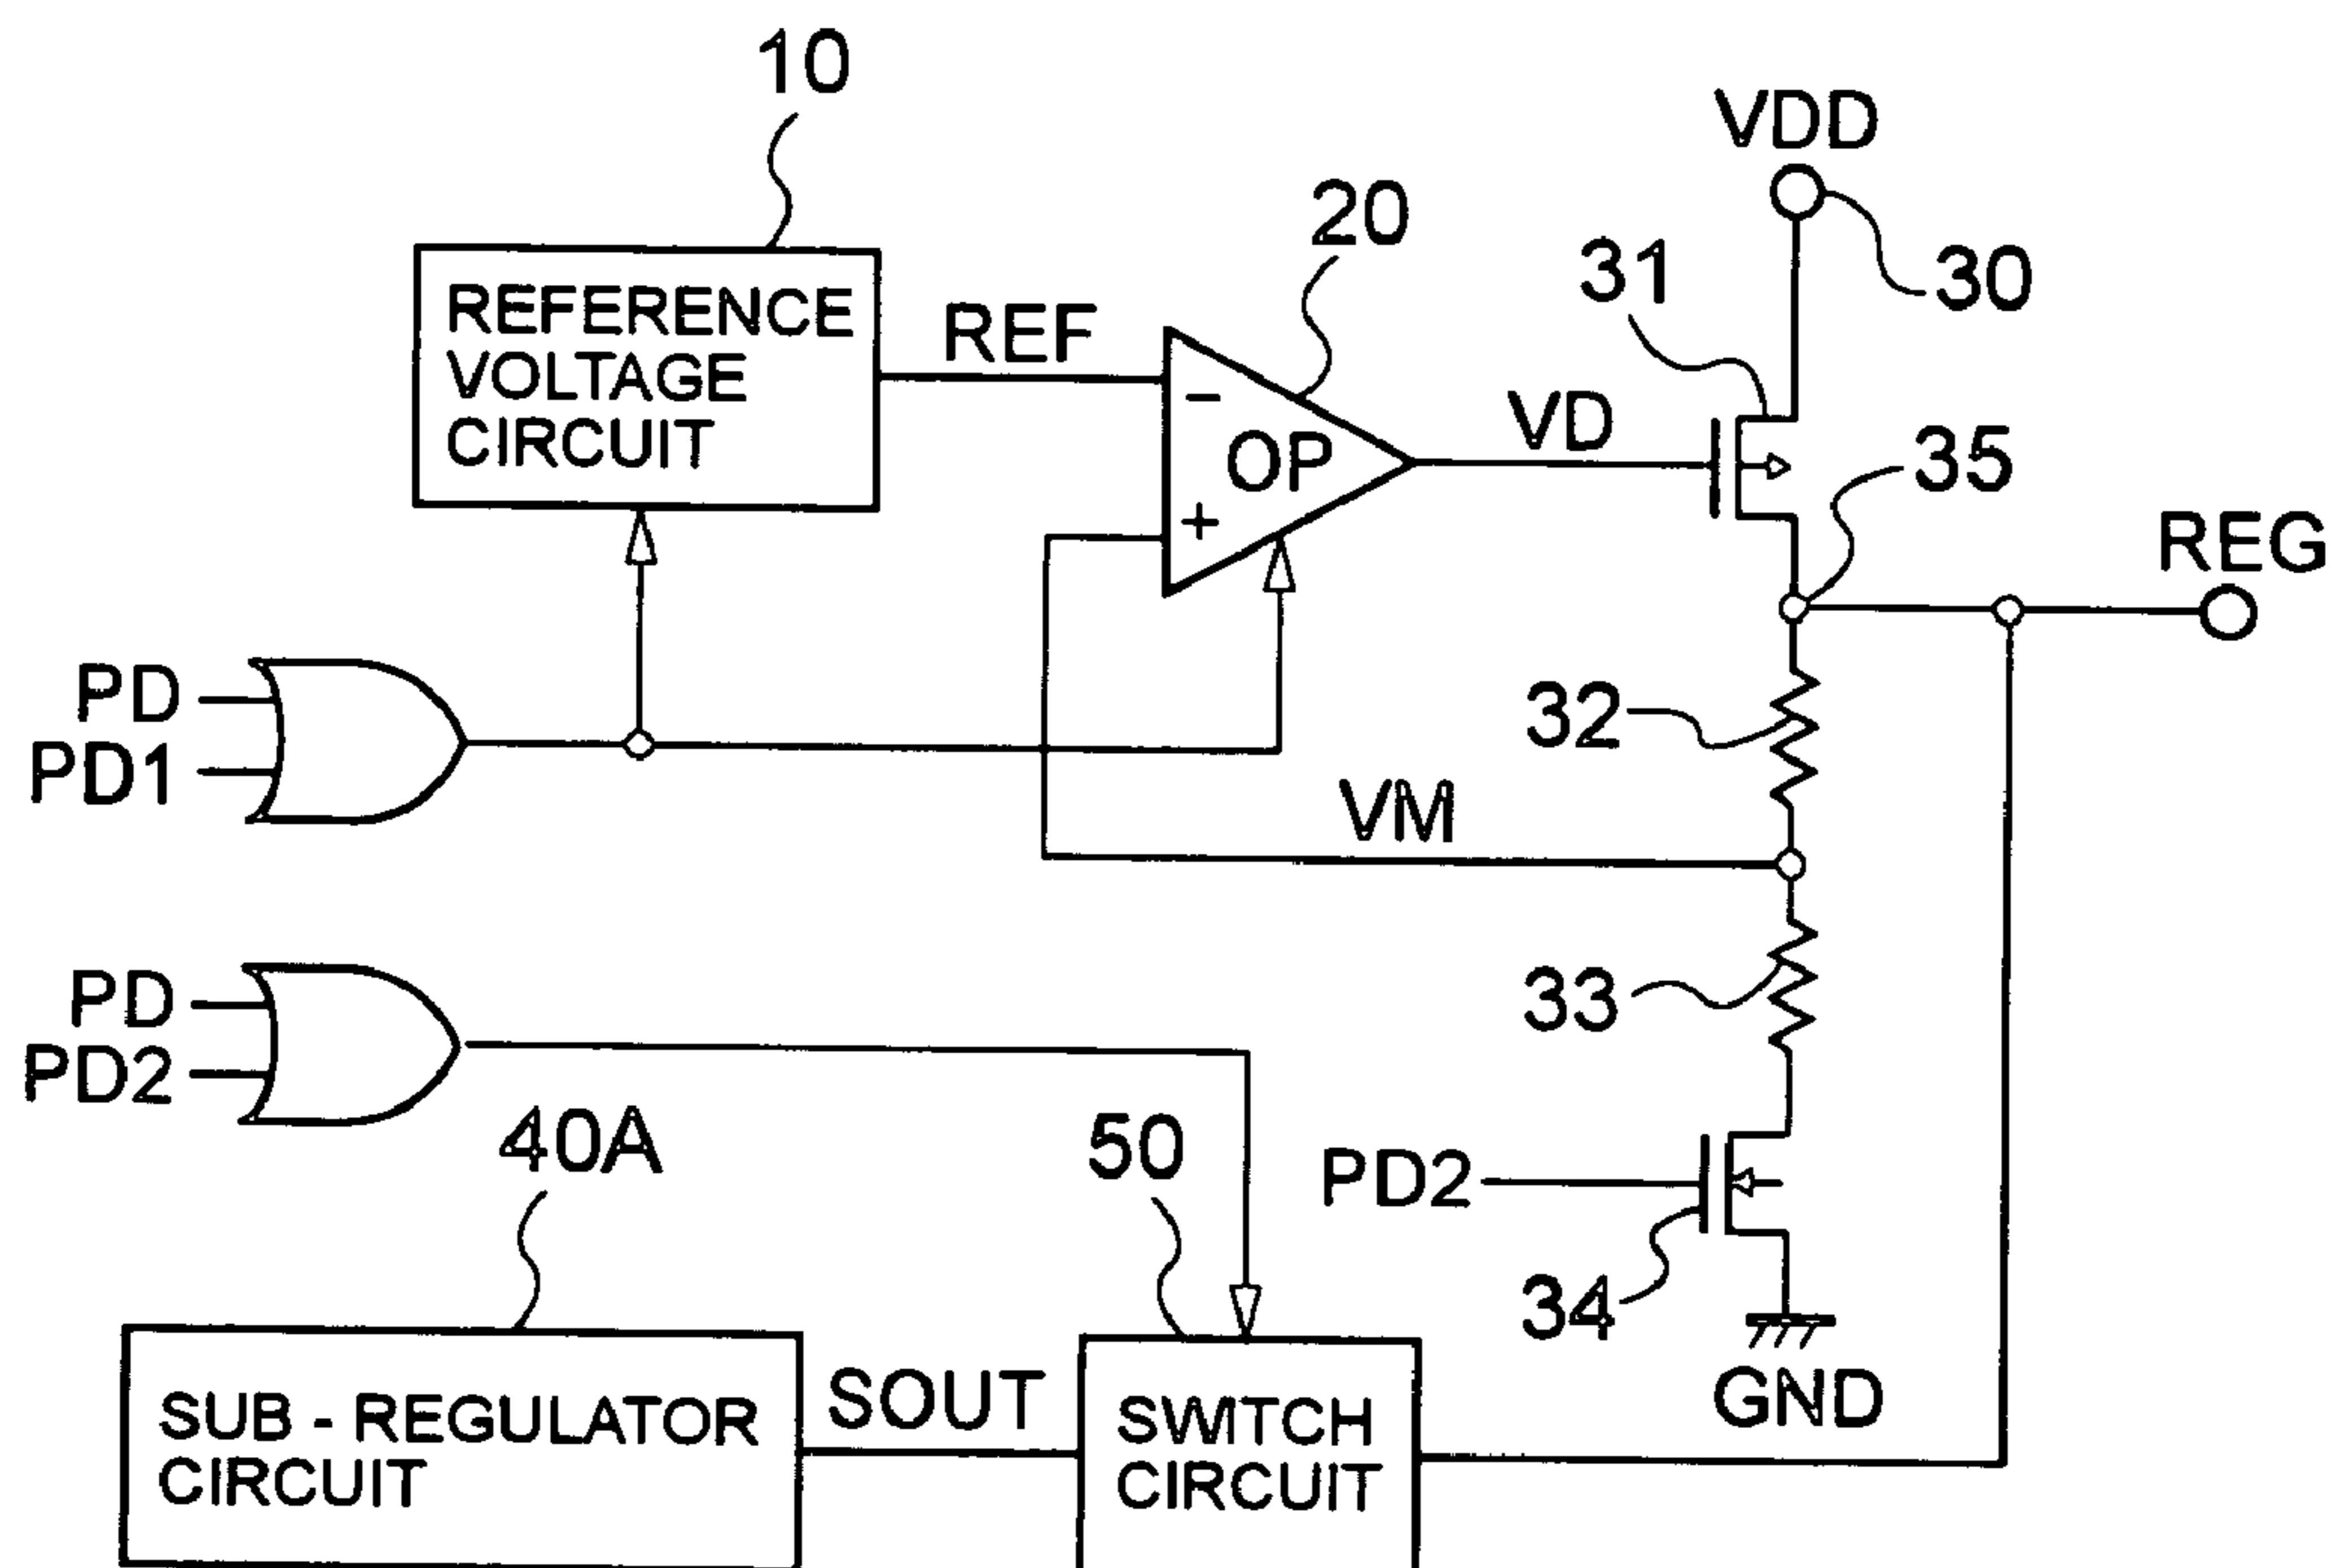 10
VDD
20
31
30
REFERENCE
VOLTAGE
CIRCUIT
REF
-
OP
+
VD
35
REG
PD
PD1
32
VM
PD
PD2
33
40A
50
PD2
34
GND
SUB - REGULATOR
CIRCUIT
SOUT
SWITCH
CIRCUIT